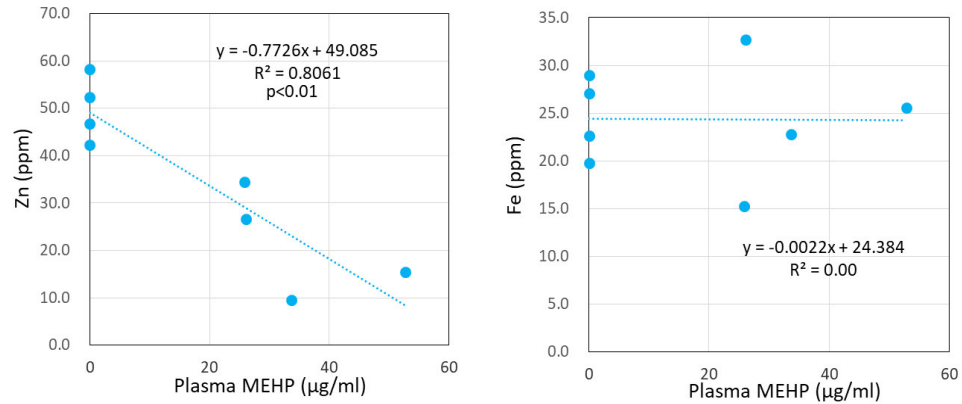 70.0
60.0
50.0
40.0
30.0
20.0
10.0
0.0
0 20 40 60
Zn (ppm)
Plasma MEHP (μg/ml)
y = -0.7726x + 49.085
R² = 0.8061
p<0.01
35.0
30.0
25.0
20.0
15.0
10.0
5.0
0.0
0 20 40 60
Fe (ppm)
Plasma MEHP (μg/ml)
y = -0.0022x + 24.384
R² = 0.00